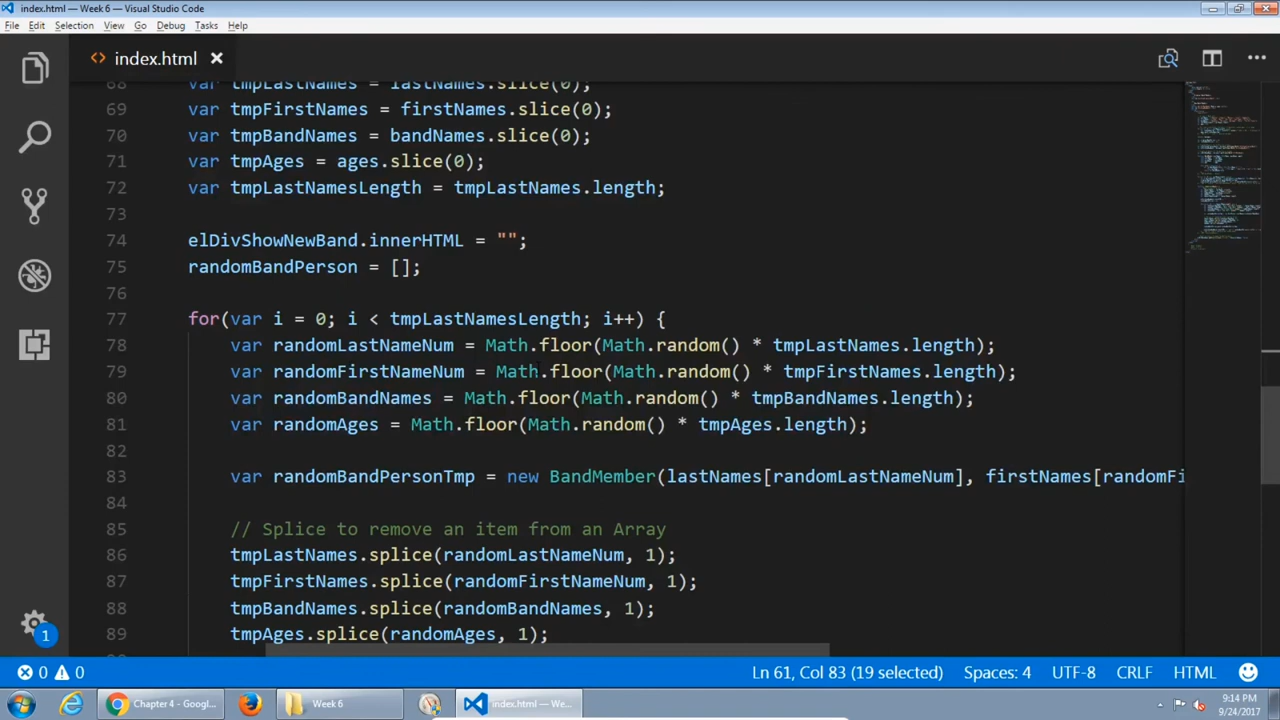 index.html — Week 6 - Visual Studio Code
File Edit Selection View Go Debug Tasks Help
index.html
68 var tmpLastNames = lastNames.slice(0);
69 var tmpFirstNames = firstNames.slice(0);
70 var tmpBandNames = bandNames.slice(0);
71 var tmpAges = ages.slice(0);
72 var tmpLastNamesLength = tmpLastNames.length;
73
74 elDivShowNewBand.innerHTML = "";
75 randomBandPerson = [];
76
77 for(var i = 0; i < tmpLastNamesLength; i++) {
78 var randomLastNameNum = Math.floor(Math.random() * tmpLastNames.length);
79 var randomFirstNameNum = Math.floor(Math.random() * tmpFirstNames.length);
80 var randomBandNames = Math.floor(Math.random() * tmpBandNames.length);
81 var randomAges = Math.floor(Math.random() * tmpAges.length);
82
83 var randomBandPersonTmp = new BandMember(lastNames[randomLastNameNum], firstNames[randomFi
84
85 // Splice to remove an item from an Array
86 tmpLastNames.splice(randomLastNameNum, 1);
87 tmpFirstNames.splice(randomFirstNameNum, 1);
88 tmpBandNames.splice(randomBandNames, 1);
89 tmpAges.splice(randomAges, 1);
1
0 0 Ln 61, Col 83 (19 selected) Spaces: 4 UTF-8 CRLF HTML
Chapter 4 - Googl... Week 6 index.html — We... 9:14 PM
9/24/2017